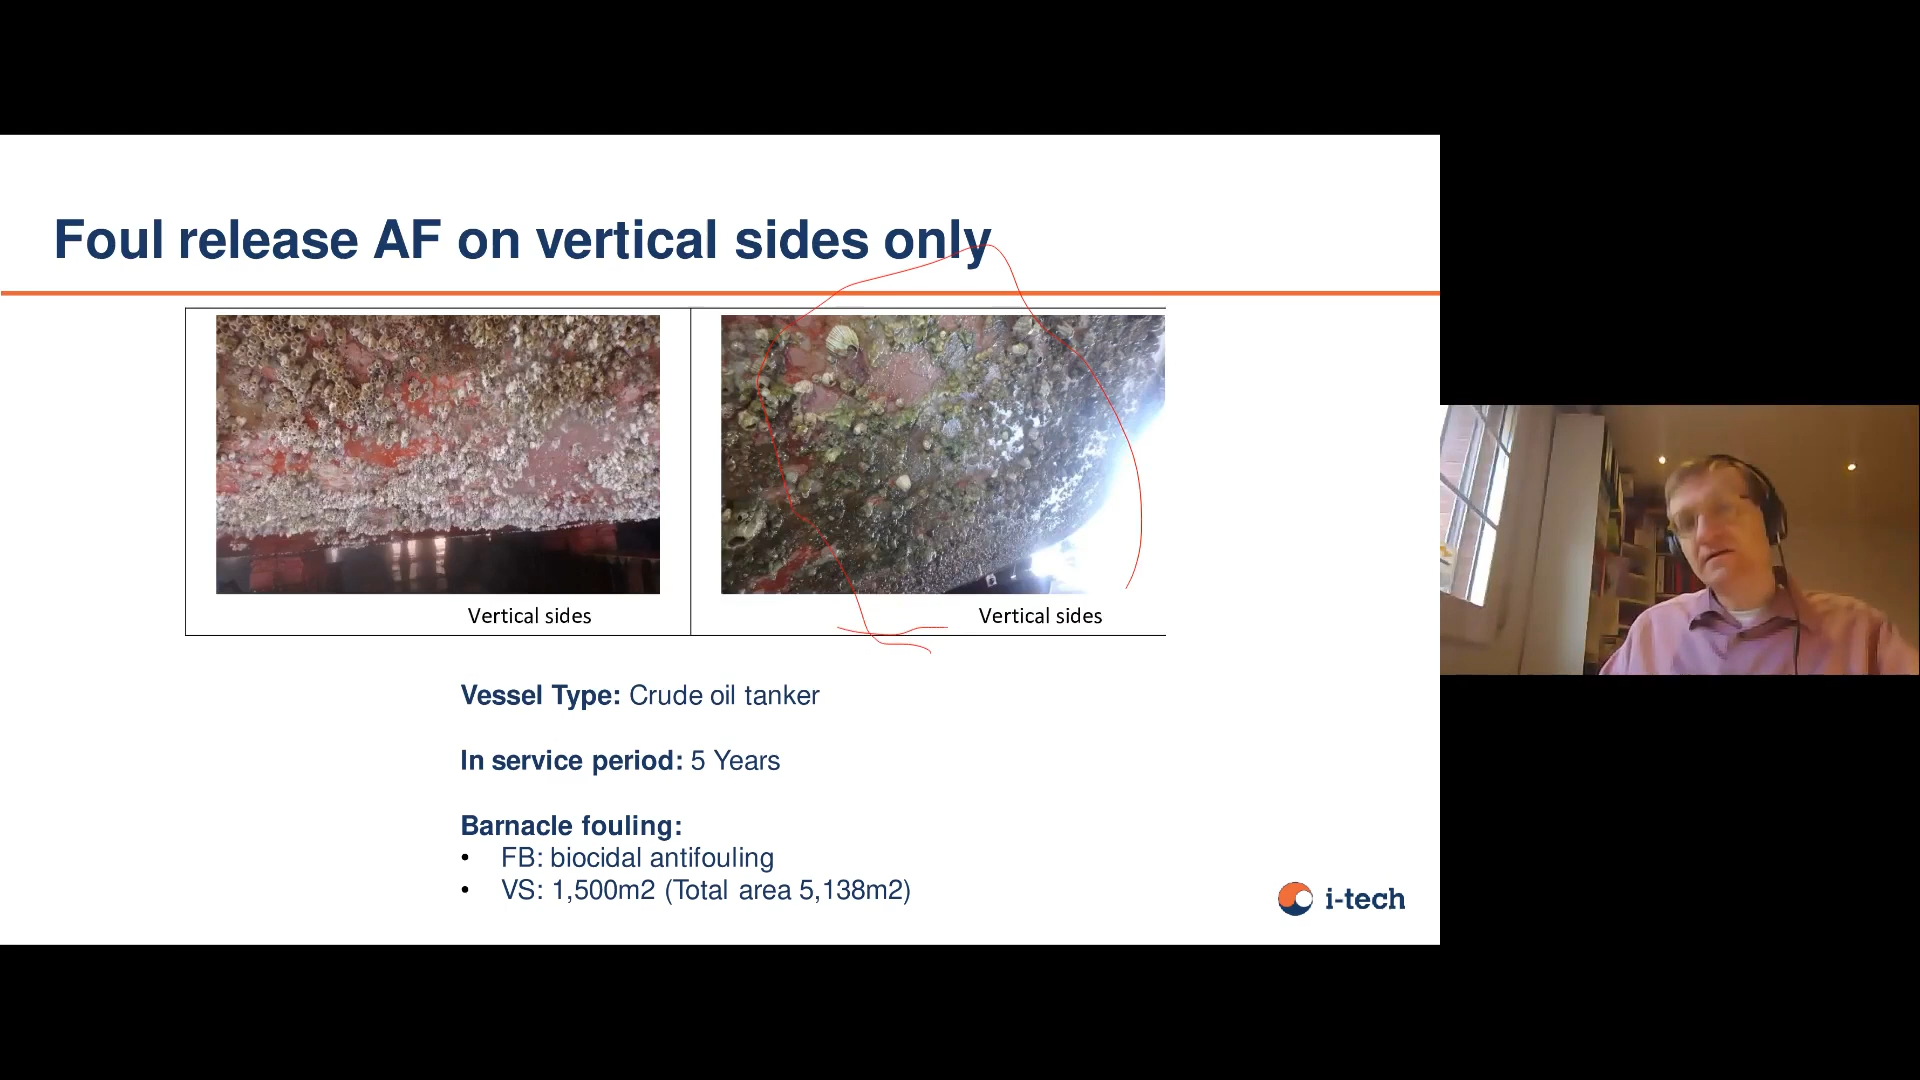 Foul release AF on vertical sides only
Vertical sides
Vertical sides
Vessel Type: Crude oil tanker
In service period: 5 Years
Barnacle fouling:
• FB: biocidal antifouling
• VS: 1,500m2 (Total area 5,138m2)
i-tech